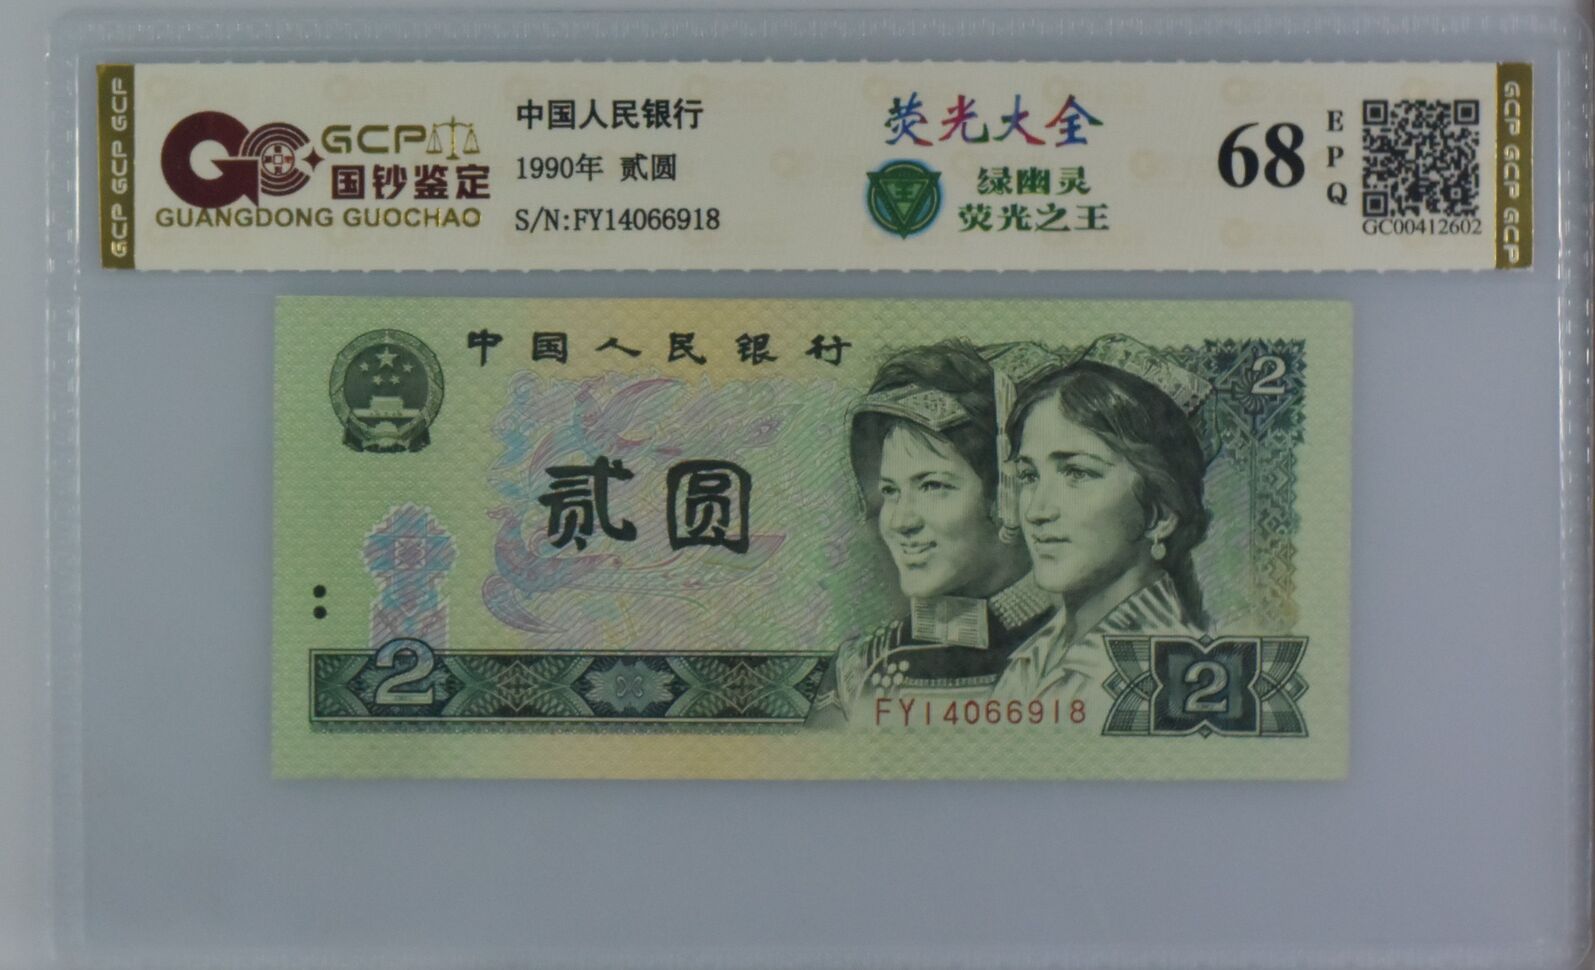 GCP GCP GCP
GCP
国钞鉴定
GUANGDONG GUOCHAO
中国人民银行
1990年 贰圆
S/N:FY14066918
荧光大全
王
绿幽灵
荧光之王
68
EPQ
GC00412602
GCP GCP GCP
中国人民银行
2
贰圆
2
2
FY14066918